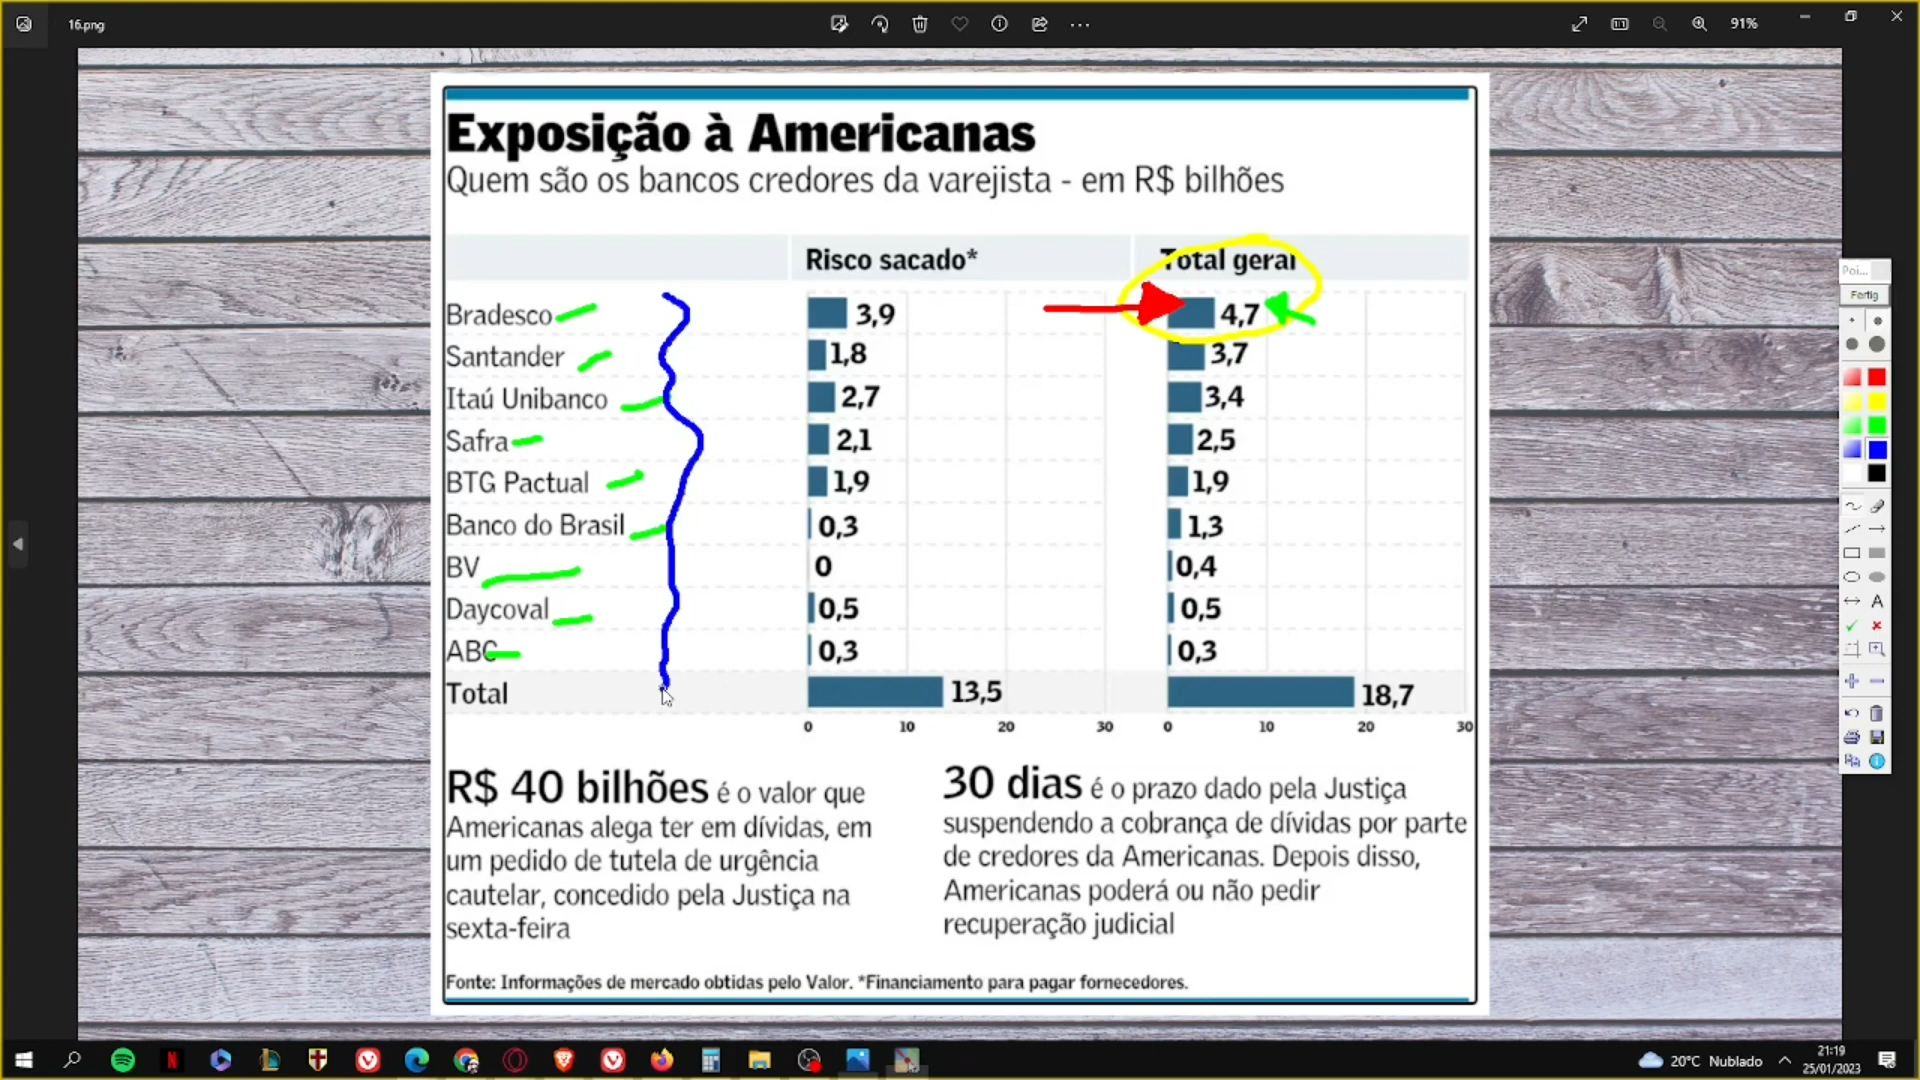 16.png
91%
Exposição à Americanas
Quem são os bancos credores da varejista - em R$ bilhões
Risco sacado* Total geral
Bradesco 3,9 4,7
Santander 1,8 3,7
Itaú Unibanco 2,7 3,4
Safra 2,1 2,5
BTG Pactual 1,9 1,9
Banco do Brasil 0,3 1,3
BV 0 0,4
Daycoval 0,5 0,5
ABC 0,3 0,3
Total 13,5 18,7
0 10 20 30 0 10 20 30
R$ 40 bilhões é o valor que
Americanas alega ter em dívidas, em
um pedido de tutela de urgência
cautelar, concedido pela Justiça na
sexta-feira
30 dias é o prazo dado pela Justiça
suspendendo a cobrança de dívidas por parte
de credores da Americanas. Depois disso,
Americanas poderá ou não pedir
recuperação judicial
Fonte: Informações de mercado obtidas pelo Valor. *Financiamento para pagar fornecedores.
Poi...
Fertig
A
20°C Nublado
21:19
25/01/2023